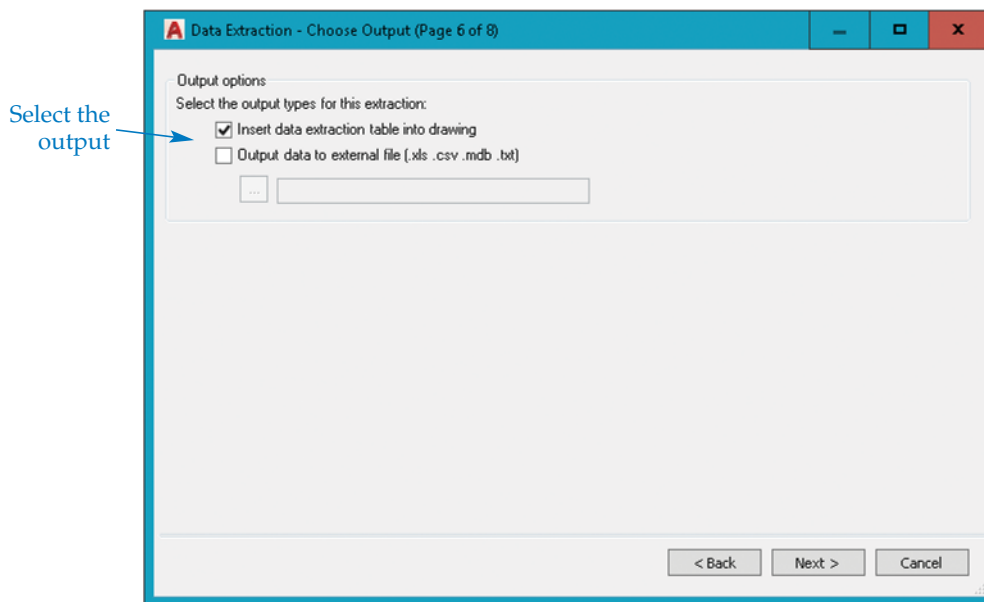 Data Extraction - Choose Output (Page 6 of 8)
Output options
Select the output types for this extraction:
Select the
output
Insert data extraction table into drawing
Output data to external file (.xls .csv .mdb .txt)
...
< Back
Next >
Cancel